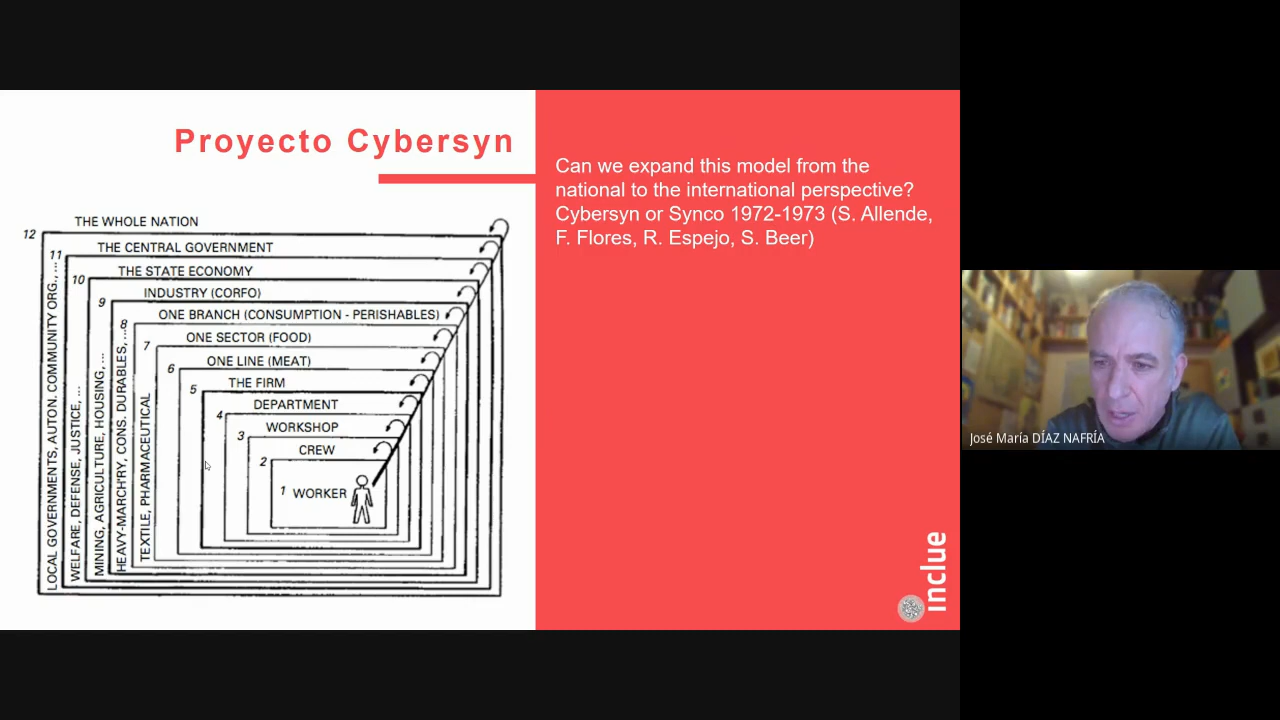 Proyecto Cybersyn
Can we expand this model from the
national to the international perspective?
Cybersyn or Synco 1972-1973 (S. Allende,
F. Flores, R. Espejo, S. Beer)
12 THE WHOLE NATION
11 THE CENTRAL GOVERNMENT
10 THE STATE ECONOMY
9 INDUSTRY (CORFO)
8 ONE BRANCH (CONSUMPTION - PERISHABLES)
7 ONE SECTOR (FOOD)
6 ONE LINE (MEAT)
5 THE FIRM
4 DEPARTMENT
3 WORKSHOP
2 CREW
1 WORKER
LOCAL GOVERNMENTS, AUTON. COMMUNITY ORG., ...
WELFARE, DEFENSE, JUSTICE, ...
MINING, AGRICULTURE, HOUSING, ...
HEAVY-MARCH'RY, CONS. DURABLES, ...
TEXTILE, PHARMACEUTICAL
inclue
José María DÍAZ NAFRÍA